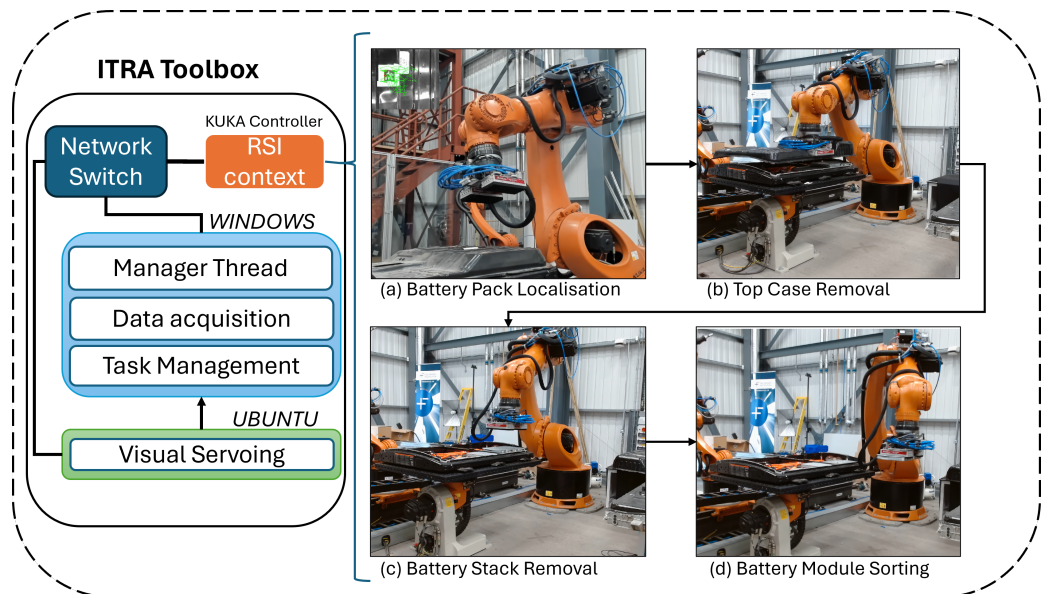 ITRA Toolbox
KUKA Controller
Network
Switch
RSI
context
WINDOWS
Manager Thread
Data acquisition
Task Management
UBUNTU
Visual Servoing
(a) Battery Pack Localisation
(b) Top Case Removal
(c) Battery Stack Removal
(d) Battery Module Sorting